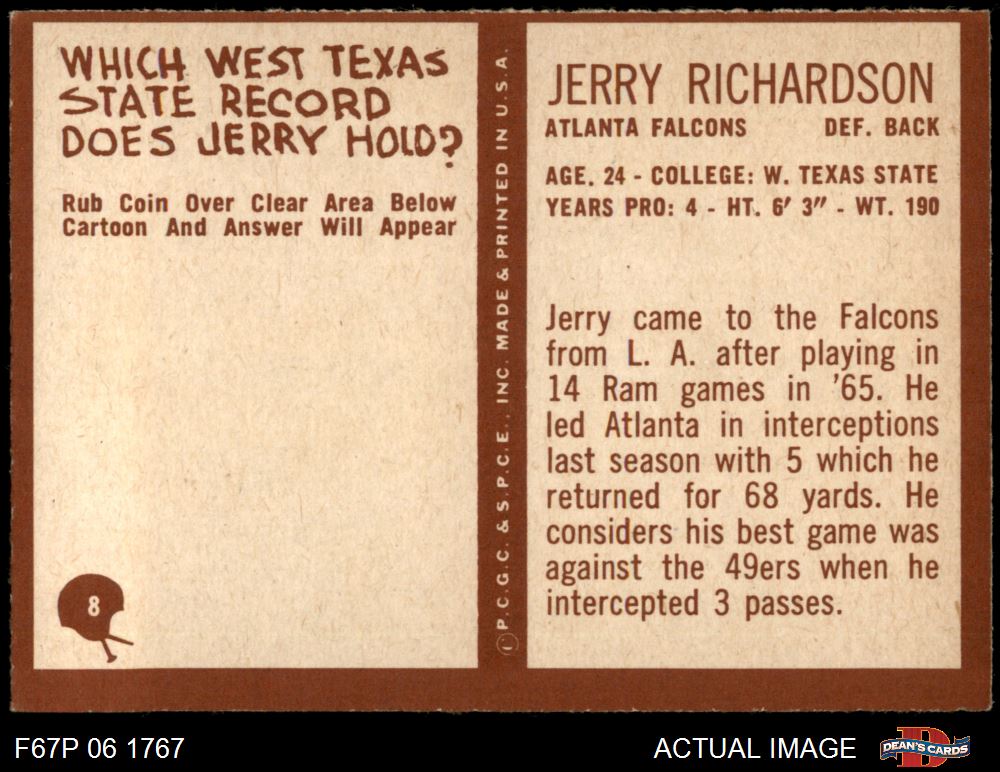 WHICH WEST TEXAS
STATE RECORD
DOES JERRY HOLD?
Rub Coin Over Clear Area Below
Cartoon And Answer Will Appear
8
© P.C.G.C. & S.P.C.E., INC. MADE & PRINTED IN U.S.A.
JERRY RICHARDSON
ATLANTA FALCONS DEF. BACK
AGE. 24 - COLLEGE: W. TEXAS STATE
YEARS PRO: 4 - HT. 6' 3" - WT. 190
Jerry came to the Falcons
from L. A. after playing in
14 Ram games in '65. He
led Atlanta in interceptions
last season with 5 which he
returned for 68 yards. He
considers his best game was
against the 49ers when he
intercepted 3 passes.
F67P 06 1767
ACTUAL IMAGE
D
DEAN'S CARDS